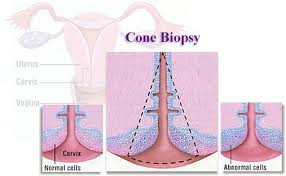 Cone Biopsy
Uterus
Cervix
Vagina
Cervix
Normal cells
Abnormal cells